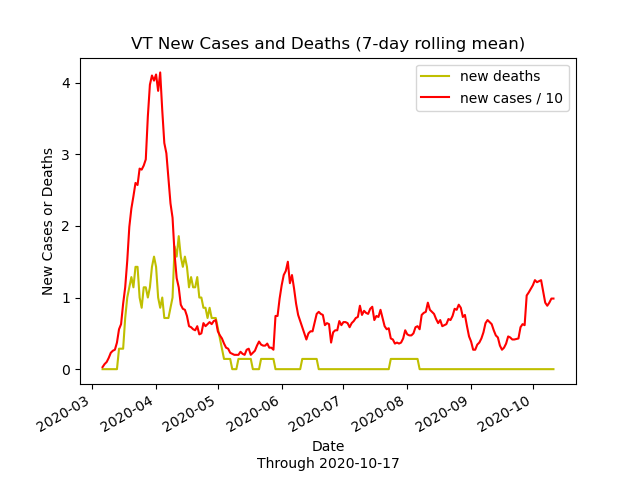 VT New Cases and Deaths (7-day rolling mean)
new deaths
new cases / 10
4
3
2
1
0
New Cases or Deaths
2020-03
2020-04
2020-05
2020-06
2020-07
2020-08
2020-09
2020-10
Date
Through 2020-10-17